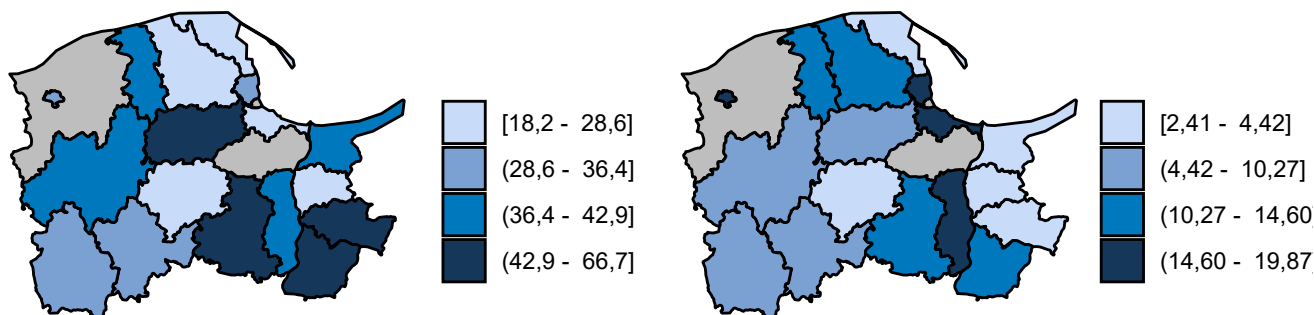 [18,2 - 28,6]
(28,6 - 36,4]
(36,4 - 42,9]
(42,9 - 66,7]
[2,41 - 4,42]
(4,42 - 10,27]
(10,27 - 14,60]
(14,60 - 19,87]